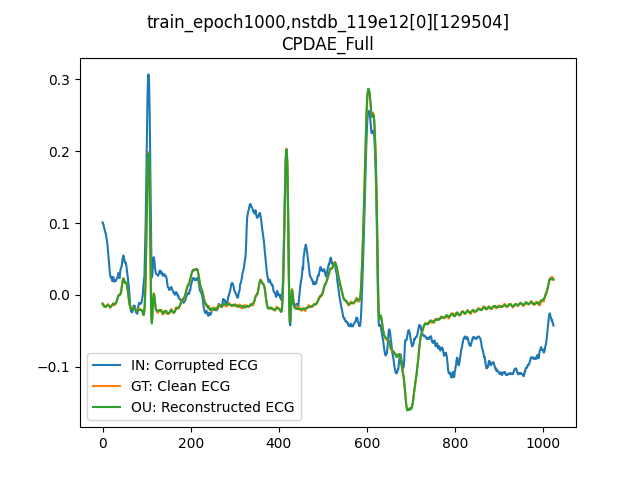 train_epoch1000,nstdb_119e12[0][129504]
CPDAE_Full
0.3
0.2
0.1
0.0
−0.1
IN: Corrupted ECG
GT: Clean ECG
OU: Reconstructed ECG
0 200 400 600 800 1000